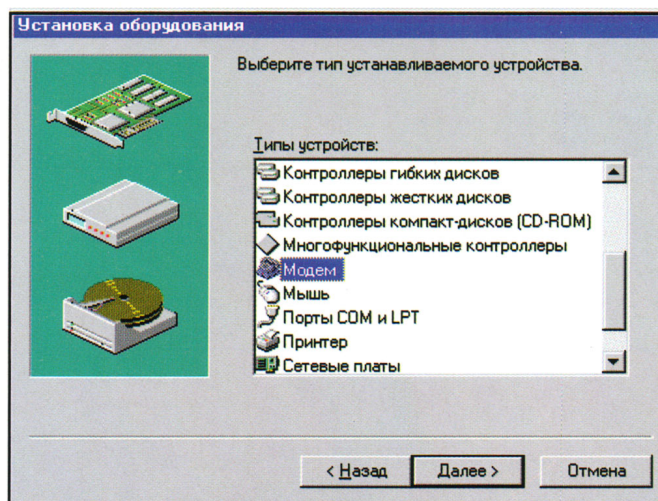 Установка оборудования
Выберите тип устанавливаемого устройства.
Типы устройств:
Контроллеры гибких дисков
Контроллеры жестких дисков
Контроллеры компакт-дисков (CD-ROM)
Многофункциональные контроллеры
Модем
Мышь
Порты COM и LPT
Принтер
Сетевые платы
< Назад
Далее >
Отмена